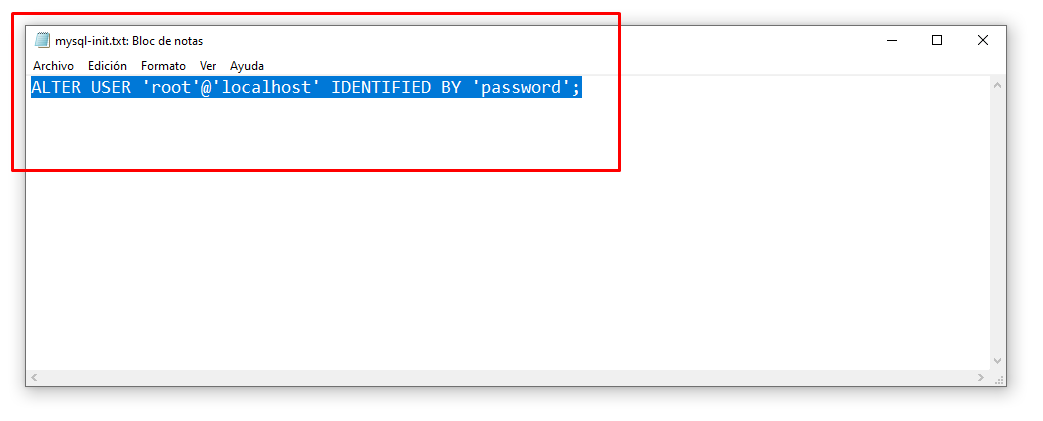 mysql-init.txt: Bloc de notas
Archivo Edición Formato Ver Ayuda
ALTER USER 'root'@'localhost' IDENTIFIED BY 'password';